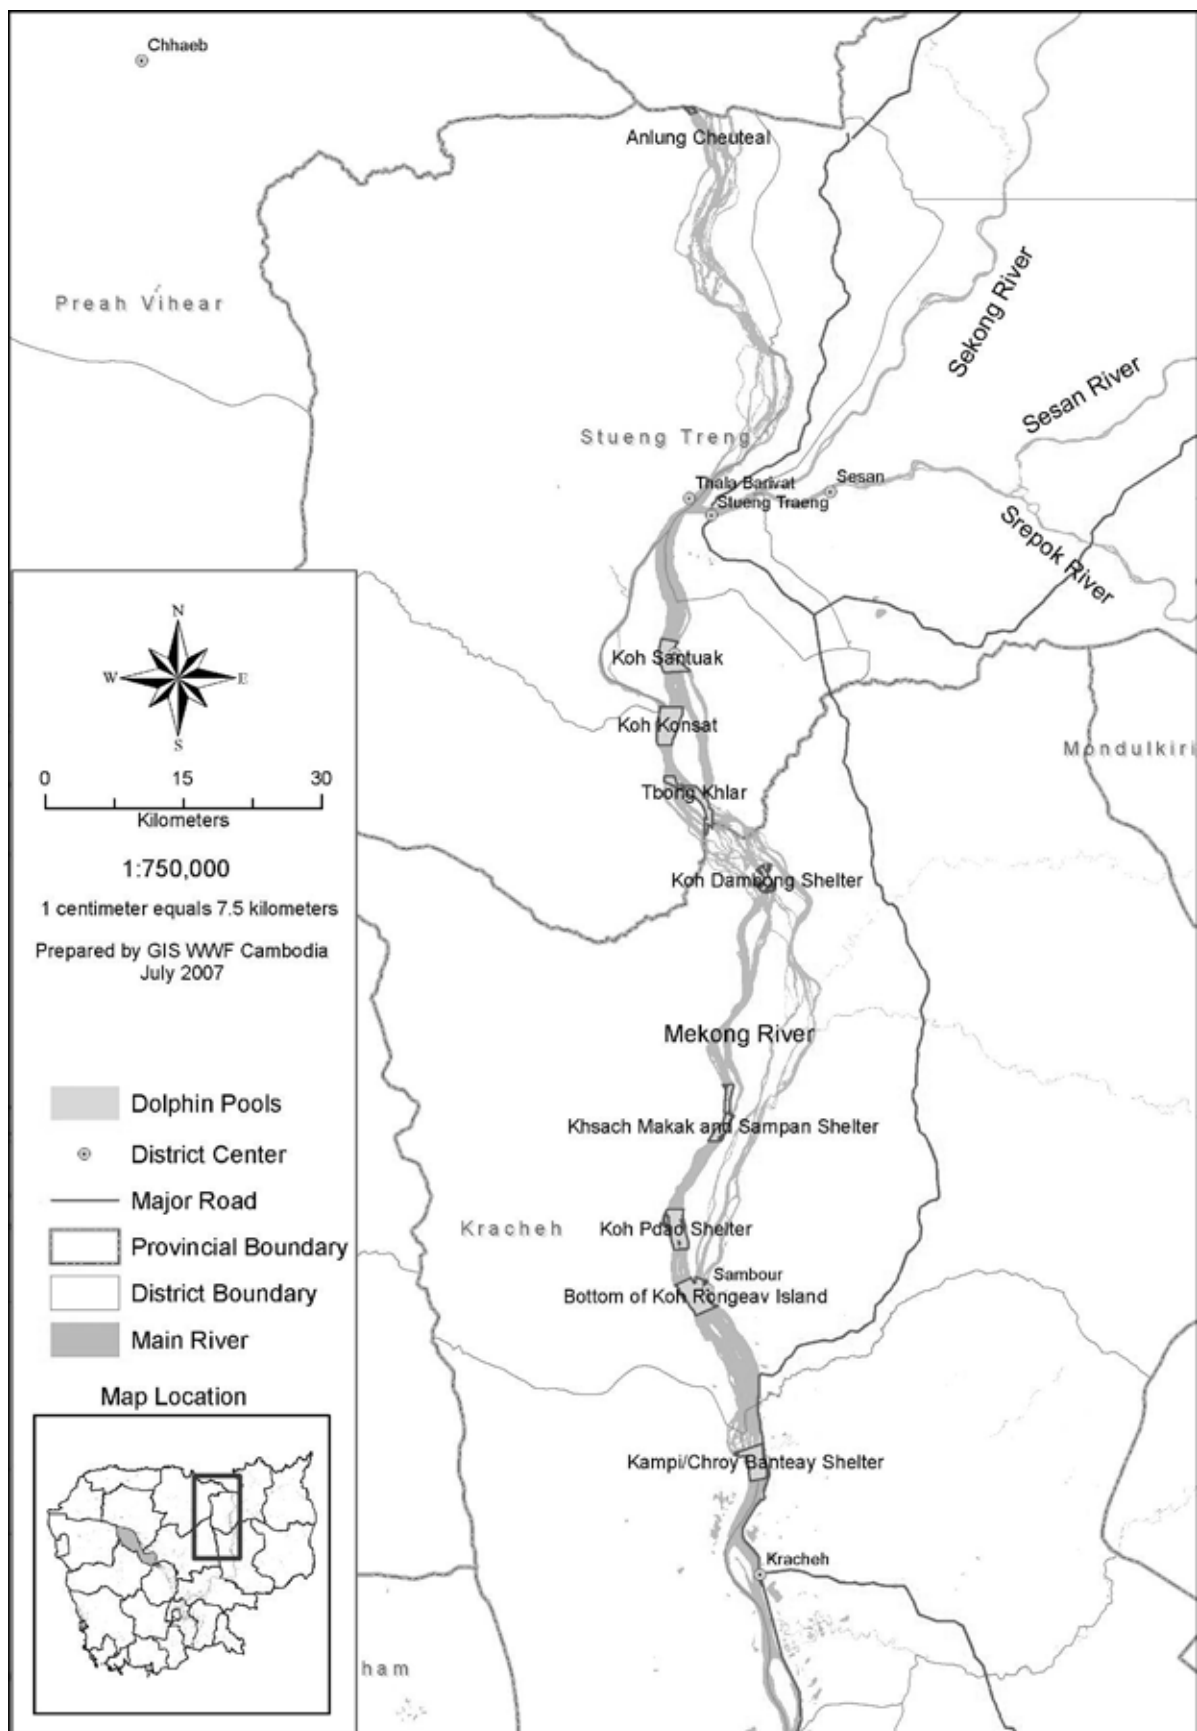 Chhaeb
Anlung Cheuteal
Preah Vihear
Sekong River
Sesan River
Stueng Treng
Thala Barivat
Sesan
Stueng Traeng
Srepok River
N
W
E
S
Koh Santuak
Koh Konsat
Mondulkiri
0 15 30
Kilometers
Tbong Khlar
1:750,000
Koh Dambong Shelter
1 centimeter equals 7.5 kilometers
Prepared by GIS WWF Cambodia
July 2007
Mekong River
Dolphin Pools
Khsach Makak and Sampan Shelter
District Center
Major Road
Kracheh
Koh Pdao Shelter
Provincial Boundary
Sambour
Bottom of Koh Rongeav Island
District Boundary
Main River
Map Location
Kampi/Chroy Banteay Shelter
Kracheh
ham